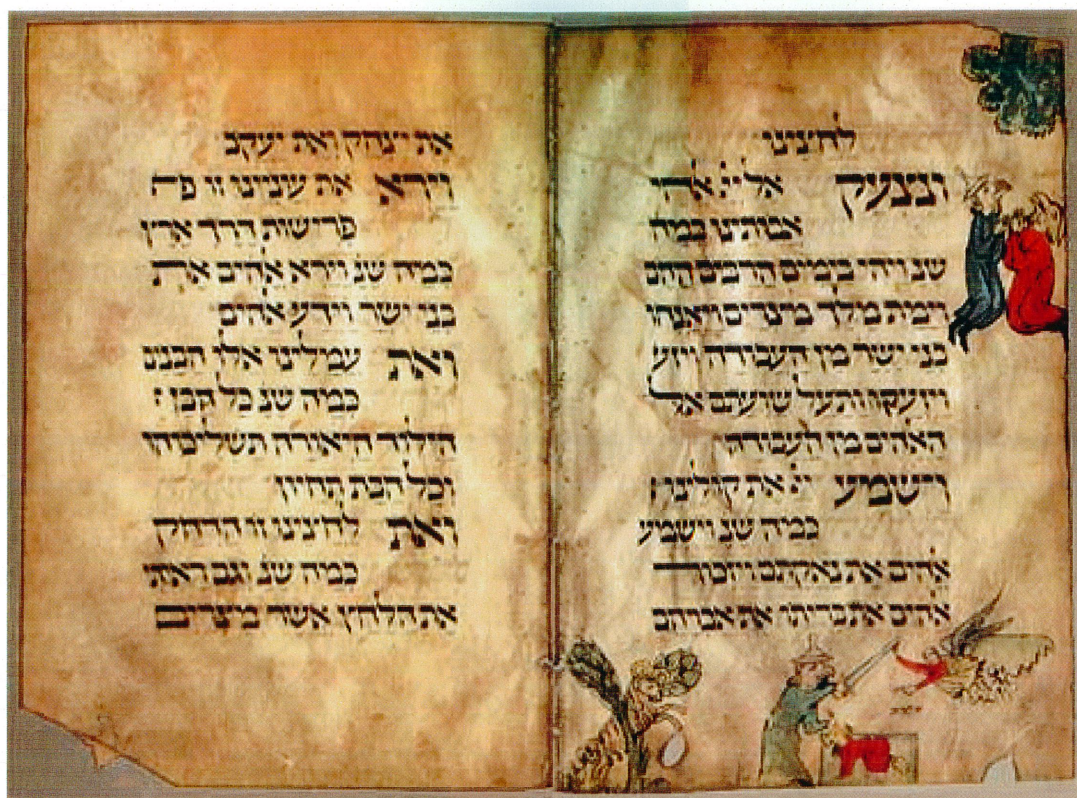 לחצינו
ונצעק אל יי אלהי
אבותינו כמה
שנ ויהי בימים הרבים ההם
וימת מלך מצרים ויאנחו
בני ישר מן העבודה ויזע
ויזעקו ותעל שועתם אל
האלהים מן העבודה
וישמע יי את קולינו
כמה שנ וישמע
אלהים את נאקתם ויזכור
אלהים את בריתו את אברהם
את יצחק ואת יעקב
וירא את עינינו זו פר
פרישות הדרך ארץ
כמה שנ וירא אלהים את
בני ישר וידע אלהים
ואת עמלינו אלו הבנים
כמה שנ כל הבן
הילוד היאורה תשליכוהו
וכל הבת תחיון
ואת לחצינו זו הדחק
כמה שנ וגם ראיתי
את הלחץ אשר מצרים